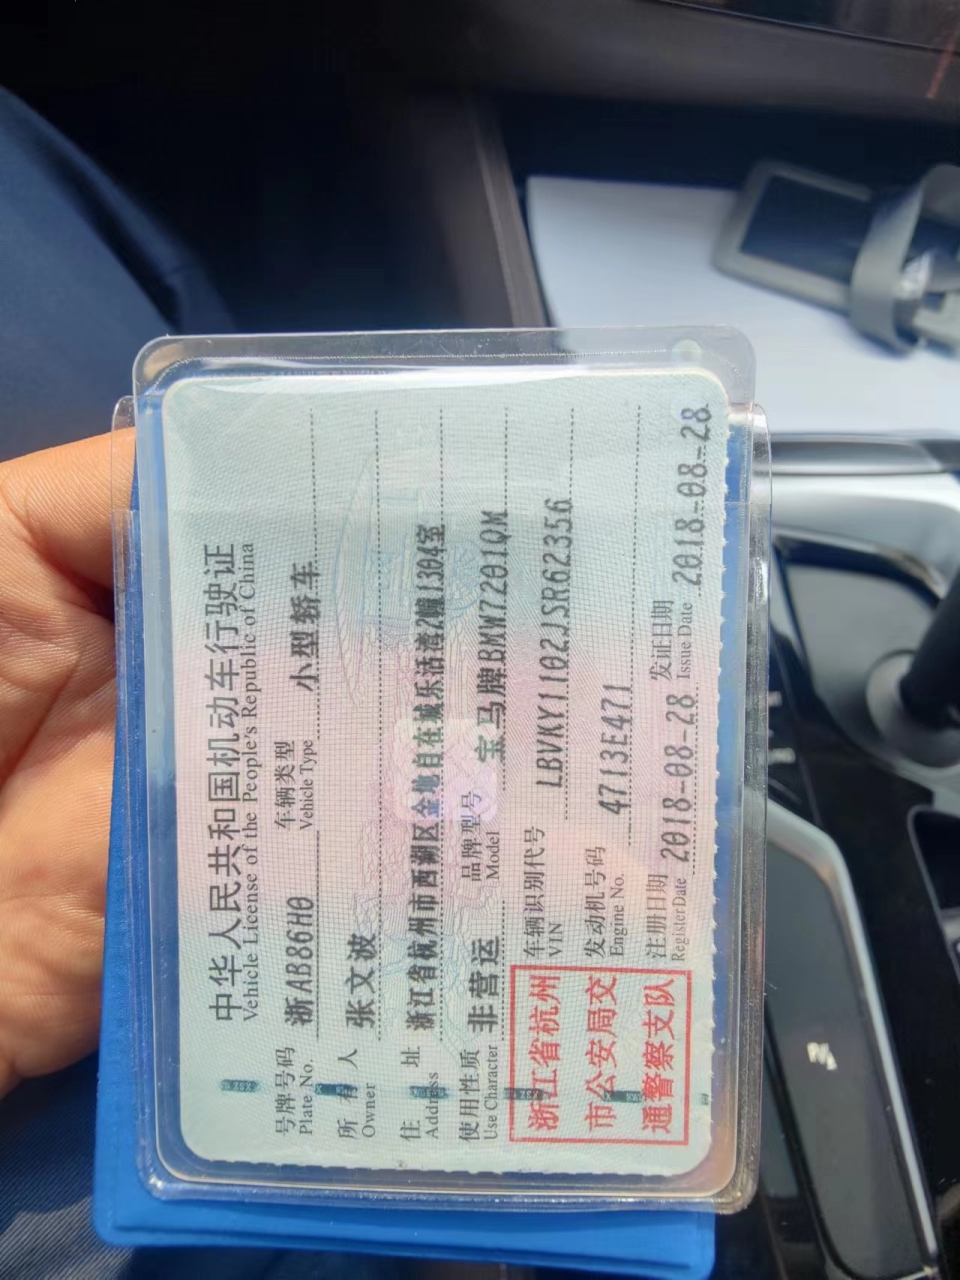 中华人民共和国机动车行驶证
Vehicle License of the People's Republic of China
号牌号码 浙AB86H0 车辆类型 小型轿车
Plate No. Vehicle Type
所有人 张文波
Owner
住址 浙江省杭州市西湖区金地自在城乐活湾2幢1304室
Address
使用性质 非营运 品牌型号 宝马牌BMW7201QM
Use Character Model
浙江省杭州
市公安局交
通警察支队
车辆识别代号 LBVKY1102JSR62356
VIN
发动机号码 4713E471
Engine No.
注册日期 2018-08-28 发证日期 2018-08-28
Register Date Issue Date